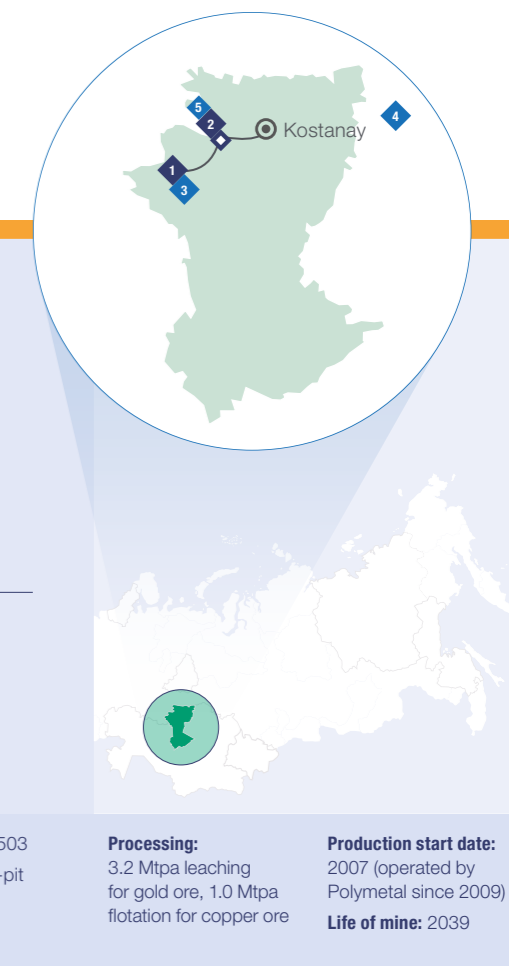 5
2
Kostanay
4
1
3
503
-pit
Processing:
3.2 Mtpa leaching
for gold ore, 1.0 Mtpa
flotation for copper ore
Production start date:
2007 (operated by
Polymetal since 2009)
Life of mine: 2039